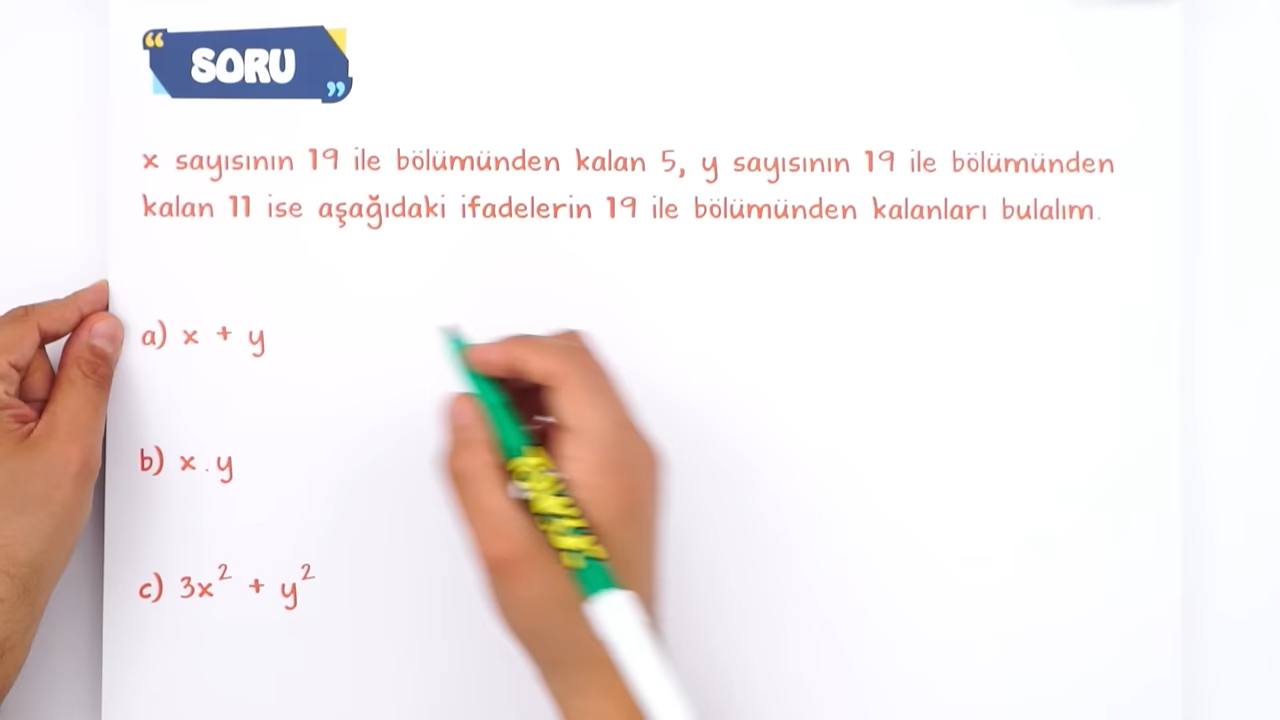 “ SORU ”
x sayısının 19 ile bölümünden kalan 5, y sayısının 19 ile bölümünden
kalan 11 ise aşağıdaki ifadelerin 19 ile bölümünden kalanları bulalım.
a) x + y
b) x . y
c) 3x² + y²